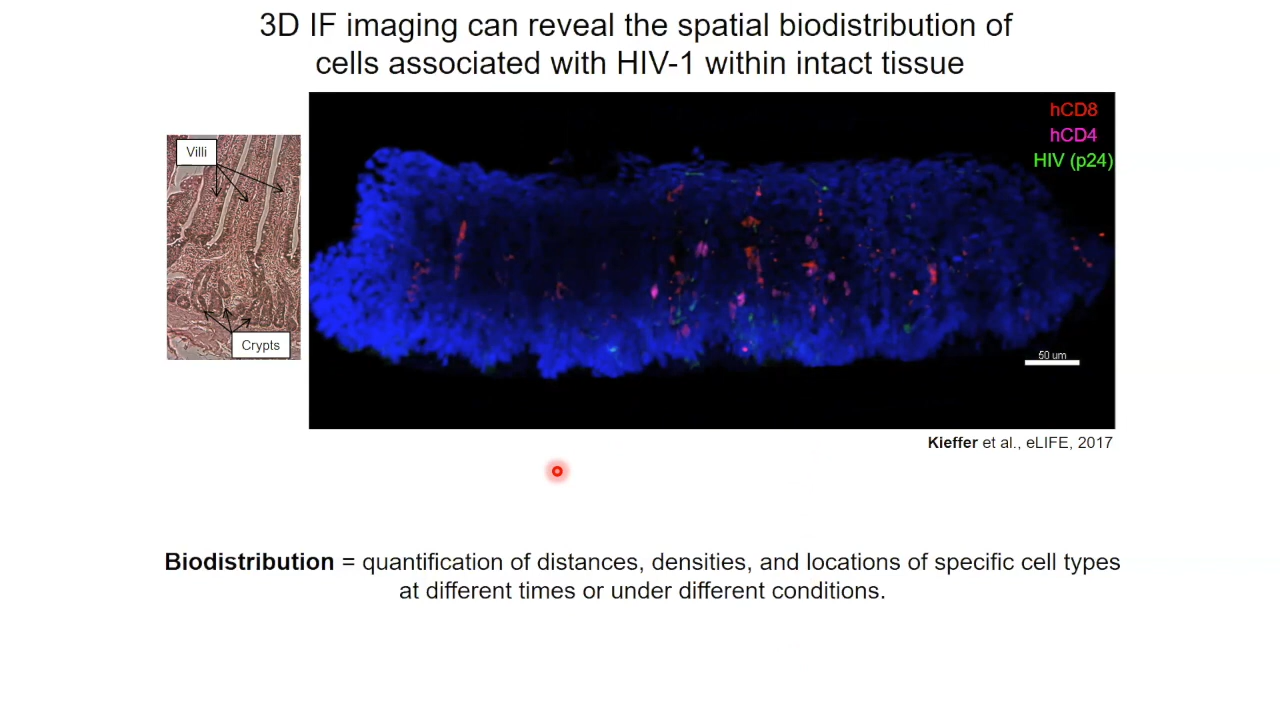 3D IF imaging can reveal the spatial biodistribution of
cells associated with HIV-1 within intact tissue
Villi
Crypts
hCD8
hCD4
HIV (p24)
50 um
Kieffer et al., eLIFE, 2017
Biodistribution = quantification of distances, densities, and locations of specific cell types
at different times or under different conditions.